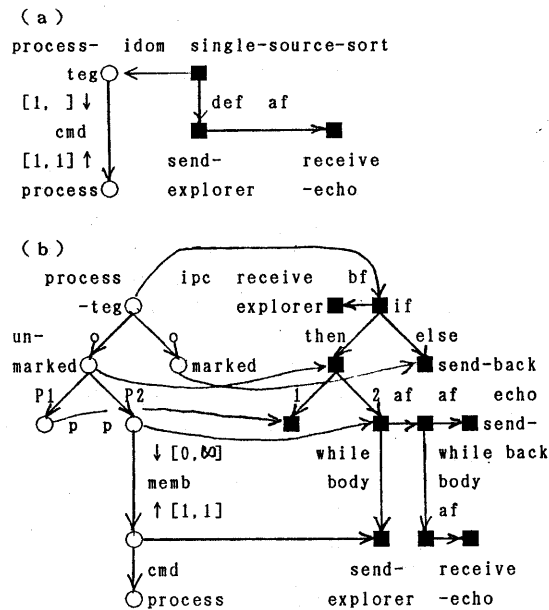 (a)
process- idom single-source-sort
teg
[1, ]↓ def af
cmd
[1,1]↑ send- receive
process explorer -echo
(b)
process ipc receive bf
-teg explorer if
un- o o then else
marked marked send-back
P1 P2 1 2 af af echo
p p send-
↓[0,∞] while while back
memb body body
↑[1,1] af
cmd send- receive
process explorer -echo